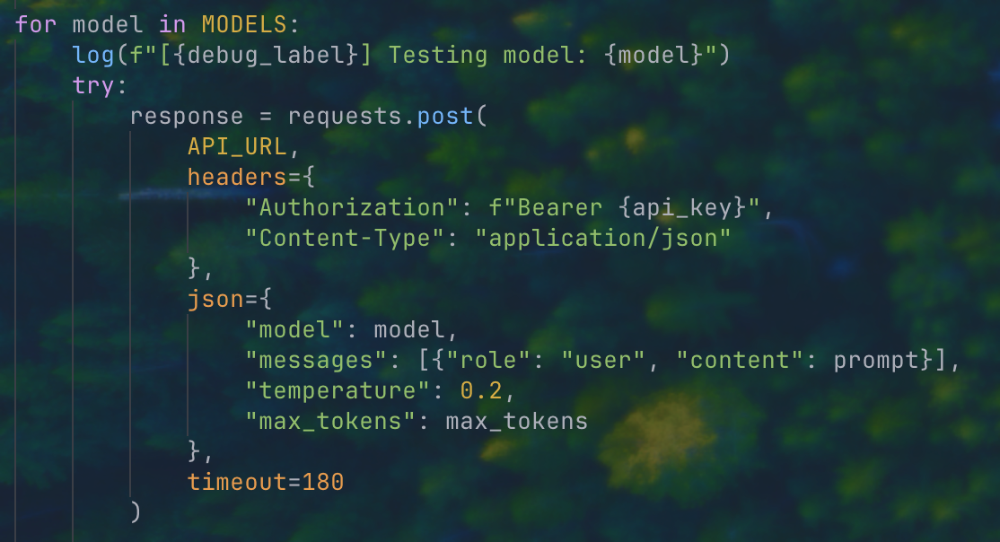 for model in MODELS:
    log(f"[{debug_label}] Testing model: {model}")
    try:
        response = requests.post(
            API_URL,
            headers={
                "Authorization": f"Bearer {api_key}",
                "Content-Type": "application/json"
            },
            json={
                "model": model,
                "messages": [{"role": "user", "content": prompt}],
                "temperature": 0.2,
                "max_tokens": max_tokens
            },
            timeout=180
        )